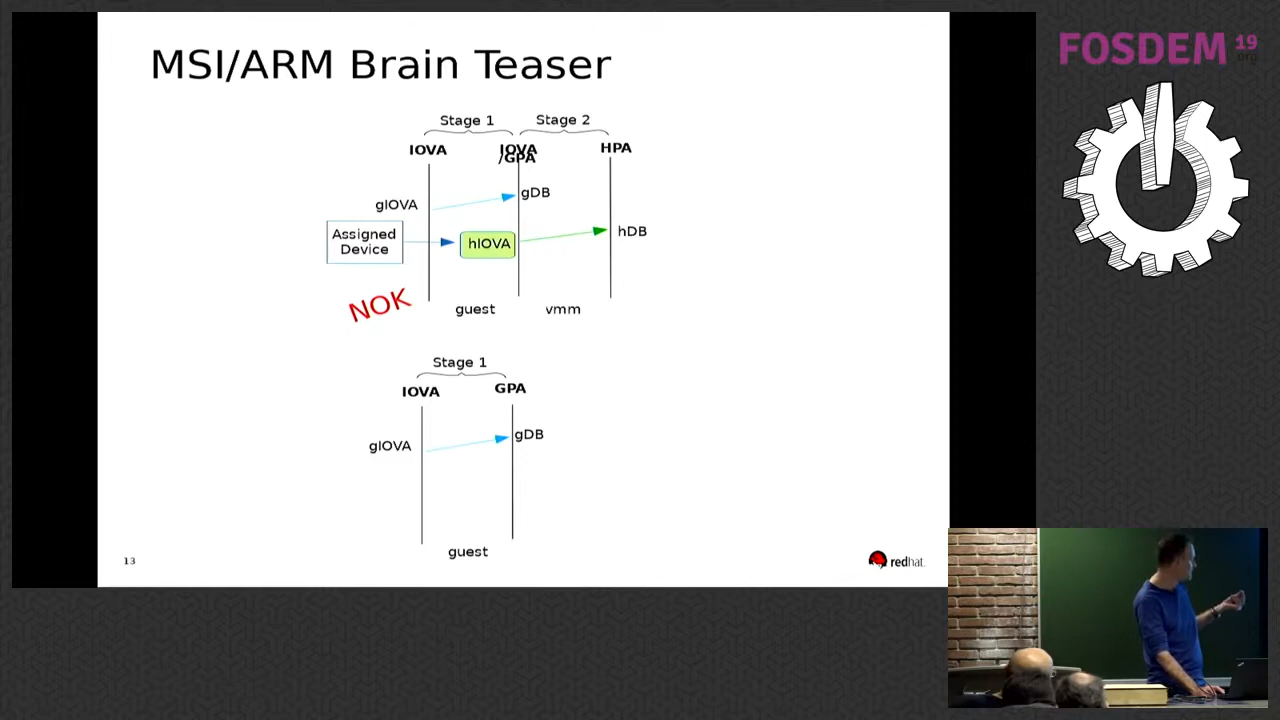 MSI/ARM Brain Teaser
FOSDEM 19
.org
Stage 1
Stage 2
IOVA
IOVA
/GPA
HPA
gIOVA
gDB
Assigned
Device
hIOVA
hDB
NOK
guest
vmm
Stage 1
IOVA
GPA
gIOVA
gDB
guest
13
redhat.